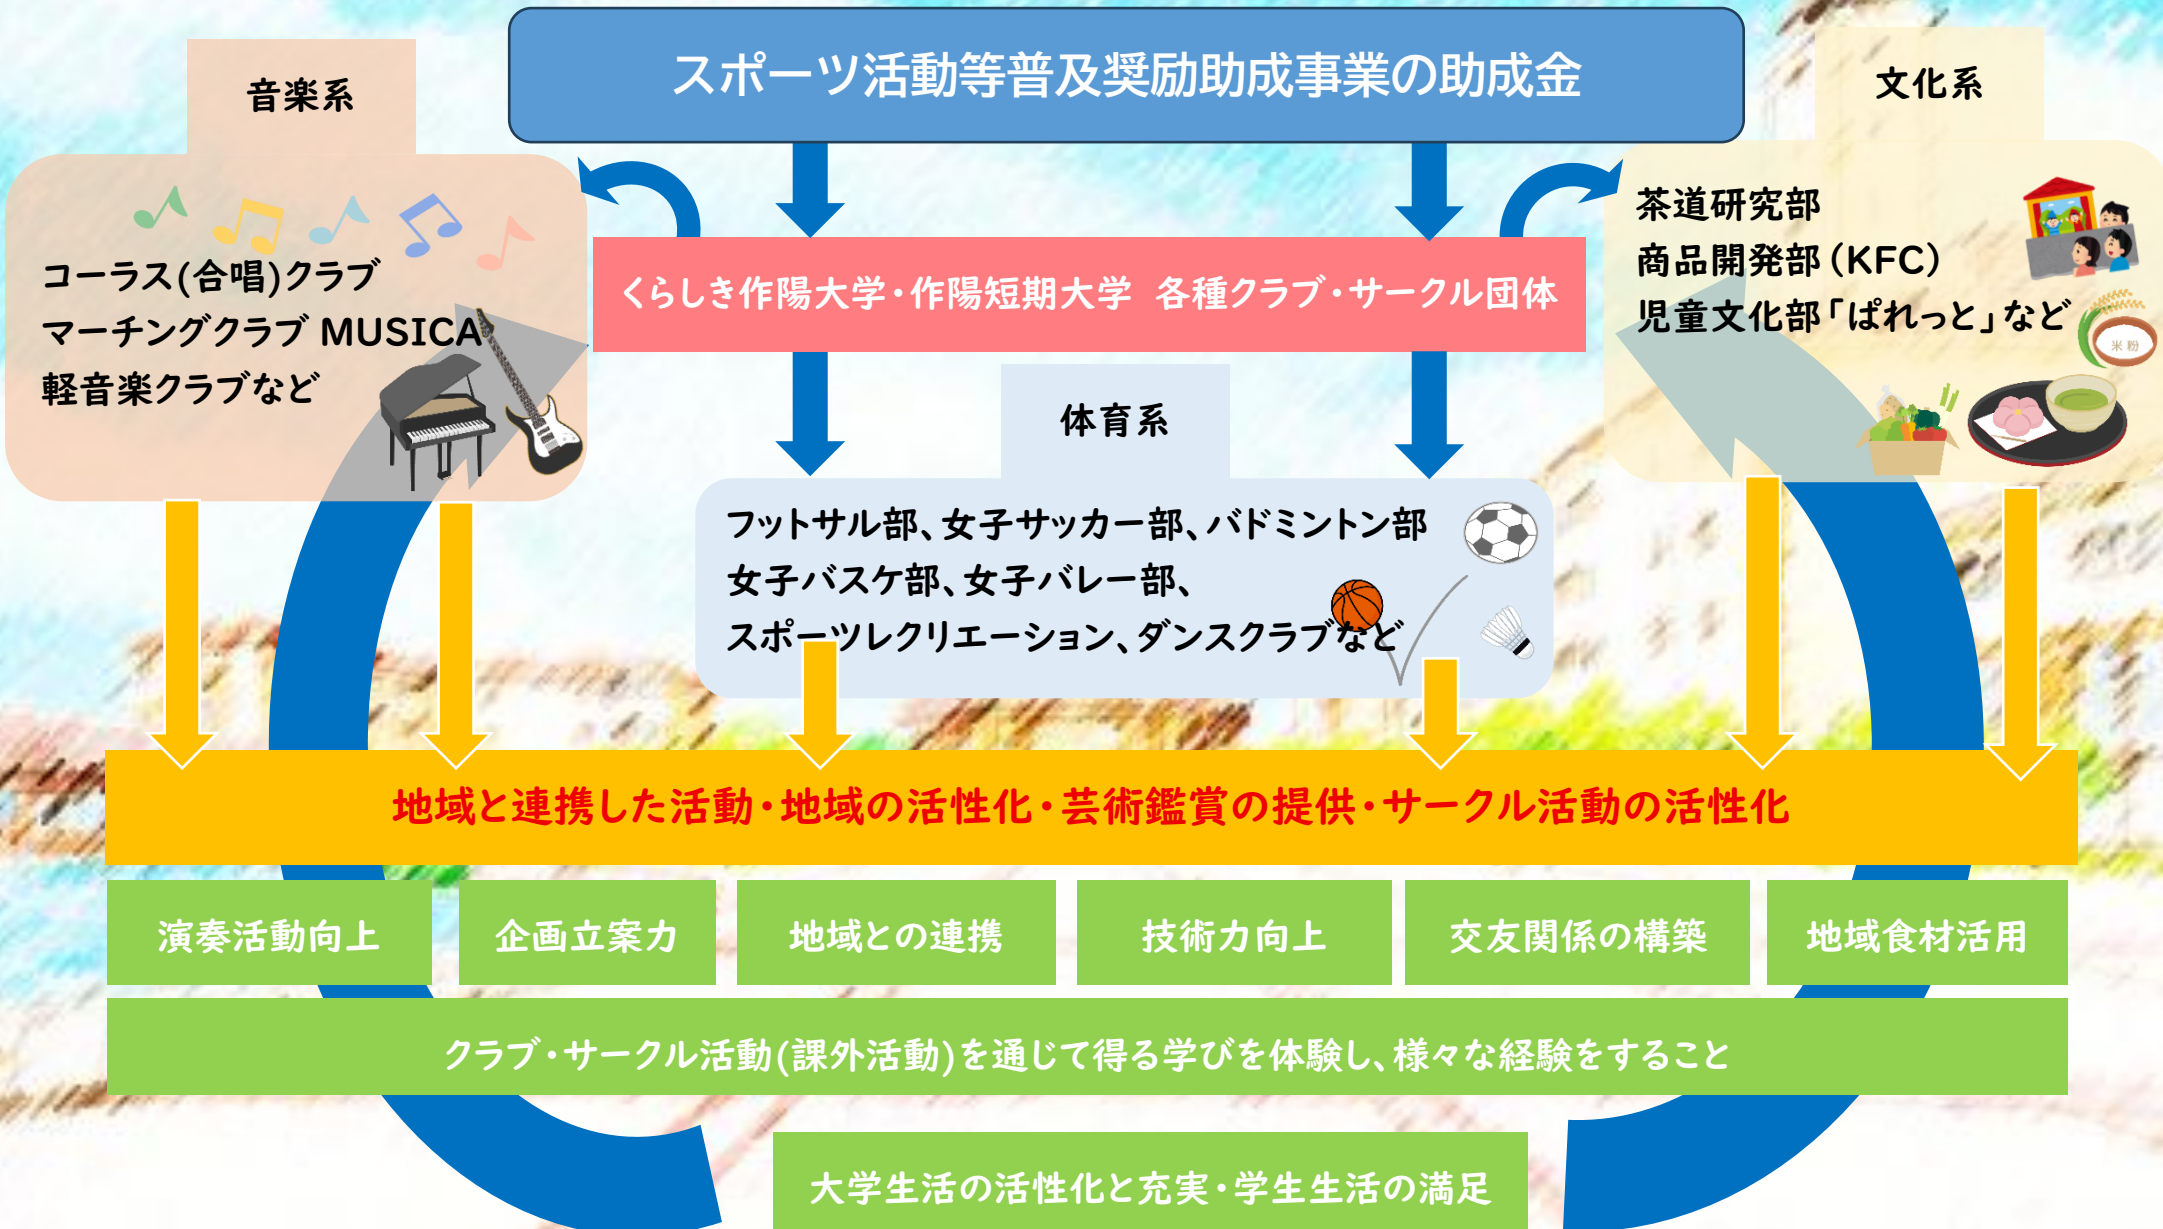 スポーツ活動等普及奨励助成事業の助成金
音楽系
コーラス(合唱)クラブ
マーチングクラブ MUSICA
軽音楽クラブなど
文化系
茶道研究部
商品開発部(KFC)
児童文化部「ぱれっと」など
米粉
くらしき作陽大学・作陽短期大学 各種クラブ・サークル団体
体育系
フットサル部、女子サッカー部、バドミントン部
女子バスケ部、女子バレー部、
スポーツレクリエーション、ダンスクラブなど
地域と連携した活動・地域の活性化・芸術鑑賞の提供・サークル活動の活性化
演奏活動向上
企画立案力
地域との連携
技術力向上
交友関係の構築
地域食材活用
クラブ・サークル活動(課外活動)を通じて得る学びを体験し、様々な経験をすること
大学生活の活性化と充実・学生生活の満足